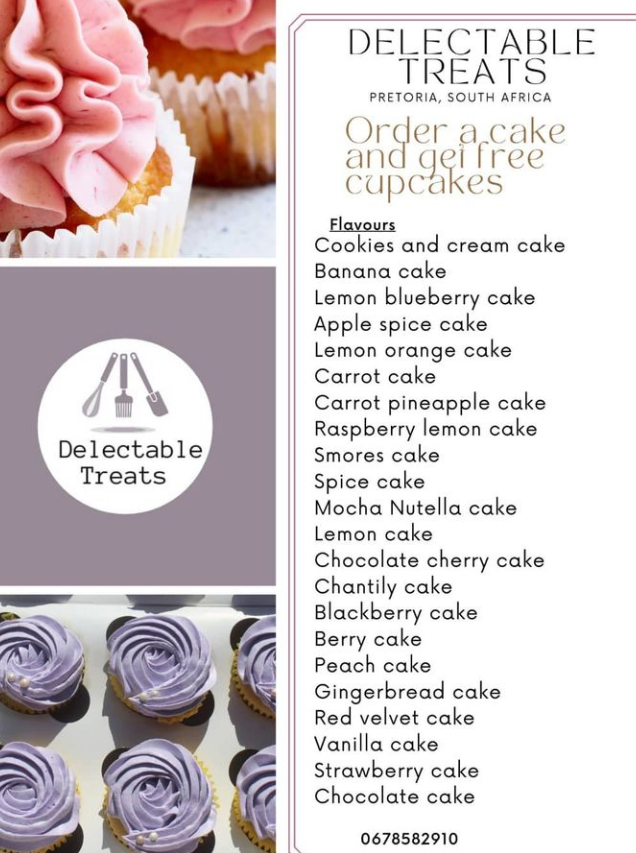 DELECTABLE
TREATS
PRETORIA, SOUTH AFRICA
Order a cake
and get free
cupcakes
Flavours
Cookies and cream cake
Banana cake
Lemon blueberry cake
Apple spice cake
Lemon orange cake
Carrot cake
Carrot pineapple cake
Raspberry lemon cake
Smores cake
Spice cake
Mocha Nutella cake
Lemon cake
Chocolate cherry cake
Chantily cake
Blackberry cake
Berry cake
Peach cake
Gingerbread cake
Red velvet cake
Vanilla cake
Strawberry cake
Chocolate cake
0678582910
Delectable
Treats